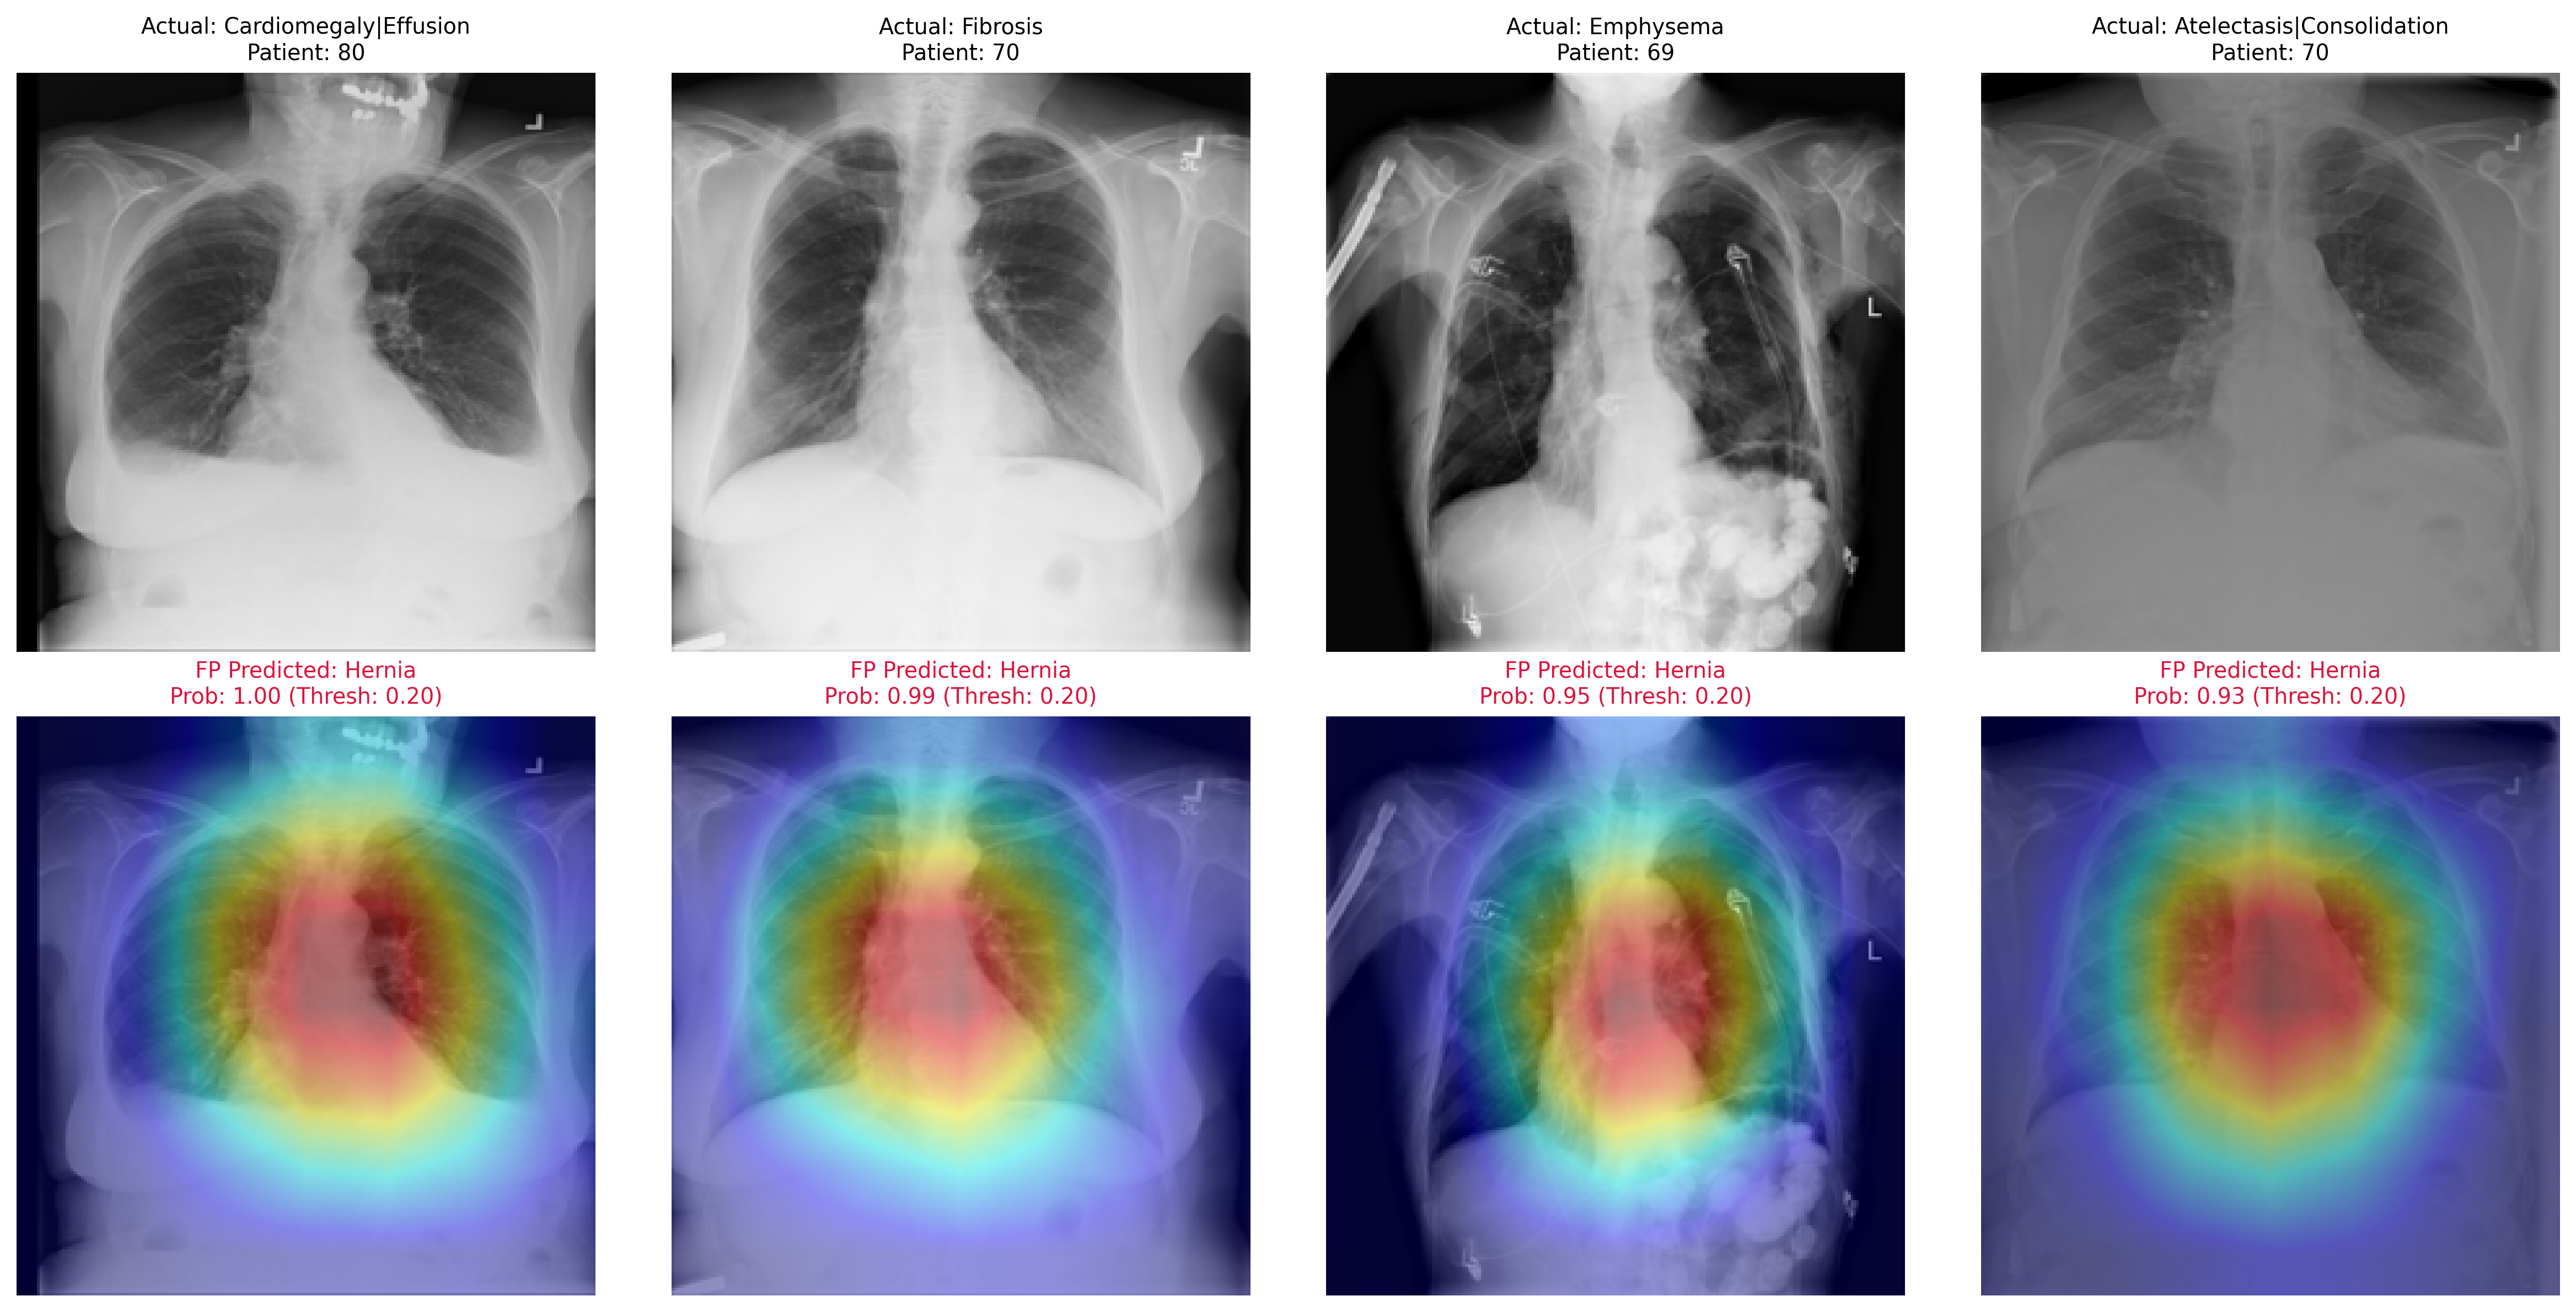 Actual: Cardiomegaly|Effusion
Patient: 80
Actual: Fibrosis
Patient: 70
Actual: Emphysema
Patient: 69
Actual: Atelectasis|Consolidation
Patient: 70
L
L
L
L
FP Predicted: Hernia
Prob: 1.00 (Thresh: 0.20)
FP Predicted: Hernia
Prob: 0.99 (Thresh: 0.20)
FP Predicted: Hernia
Prob: 0.95 (Thresh: 0.20)
FP Predicted: Hernia
Prob: 0.93 (Thresh: 0.20)
L
L
L
L